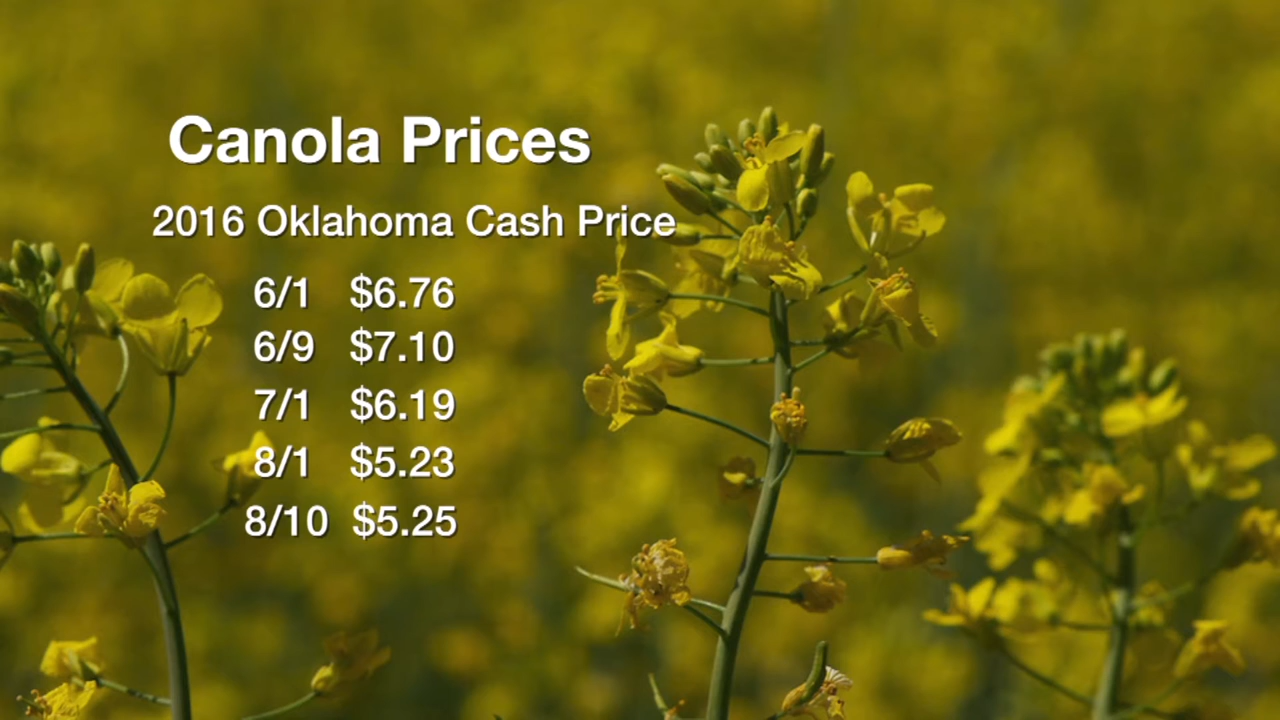 Canola Prices
2016 Oklahoma Cash Price
6/1 $6.76
6/9 $7.10
7/1 $6.19
8/1 $5.23
8/10 $5.25